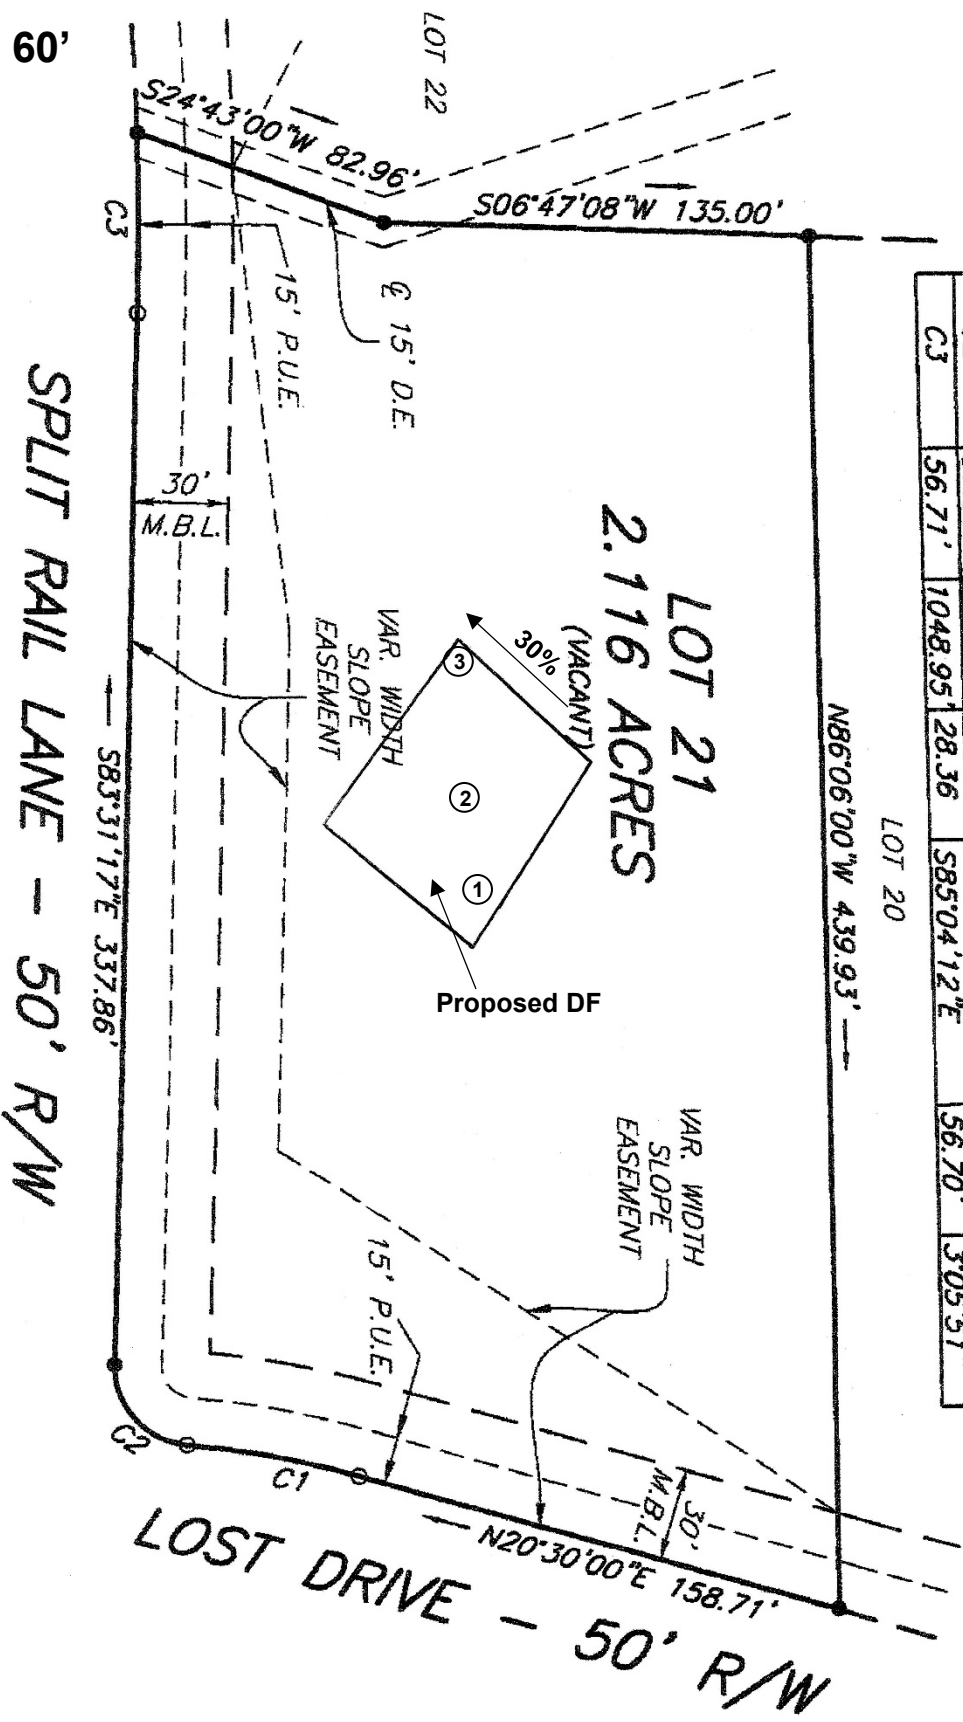 60'
LOT 22
S24°43'00"W 82.96'
S06°47'08"W 135.00'
C3
15' P.U.E.
℄ 15' D.E.
C3 56.71' 1048.95' 28.36 S85°04'12"E 56.70'
SPLIT RAIL LANE - 50' R/W
30'
M.B.L.
VAR. WIDTH
SLOPE
EASEMENT
LOT 21
2.116 ACRES
(VACANT)
30%
3
2
1
Proposed DF
N86°06'00"W 439.93'
LOT 20
S83°31'17"E 337.86'
VAR. WIDTH
SLOPE
EASEMENT
15' P.U.E.
C2
C1
30'
M.B.L.
N20°30'00"E 158.71'
LOST DRIVE - 50' R/W